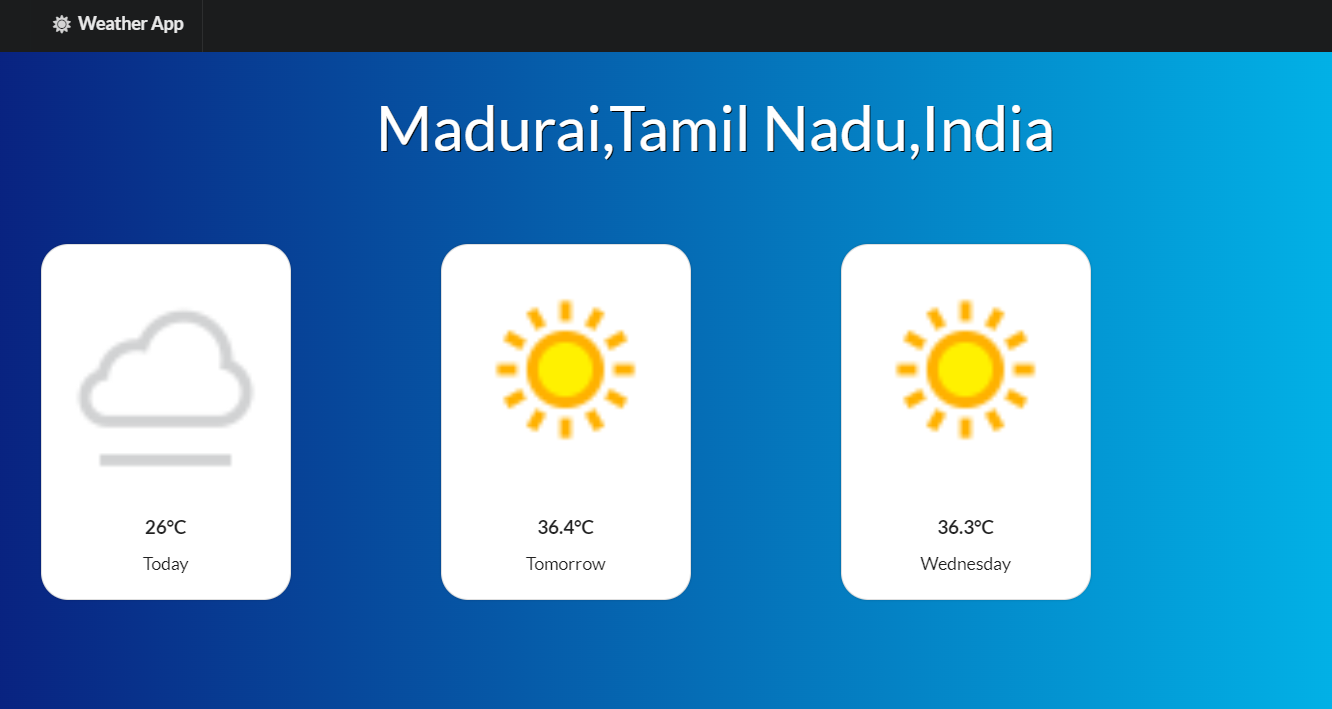 Weather App
Madurai,Tamil Nadu,India
26°C
Today
36.4°C
Tomorrow
36.3°C
Wednesday